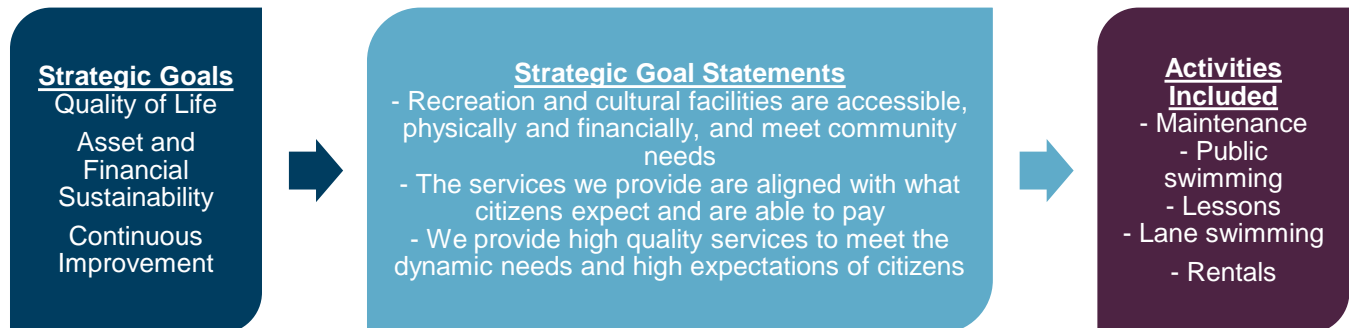 Strategic Goals
Quality of Life
Asset and
Financial
Sustainability
Continuous
Improvement
Strategic Goal Statements
- Recreation and cultural facilities are accessible,
physically and financially, and meet community
needs
- The services we provide are aligned with what
citizens expect and are able to pay
- We provide high quality services to meet the
dynamic needs and high expectations of citizens
Activities
Included
- Maintenance
- Public
swimming
- Lessons
- Lane swimming
- Rentals